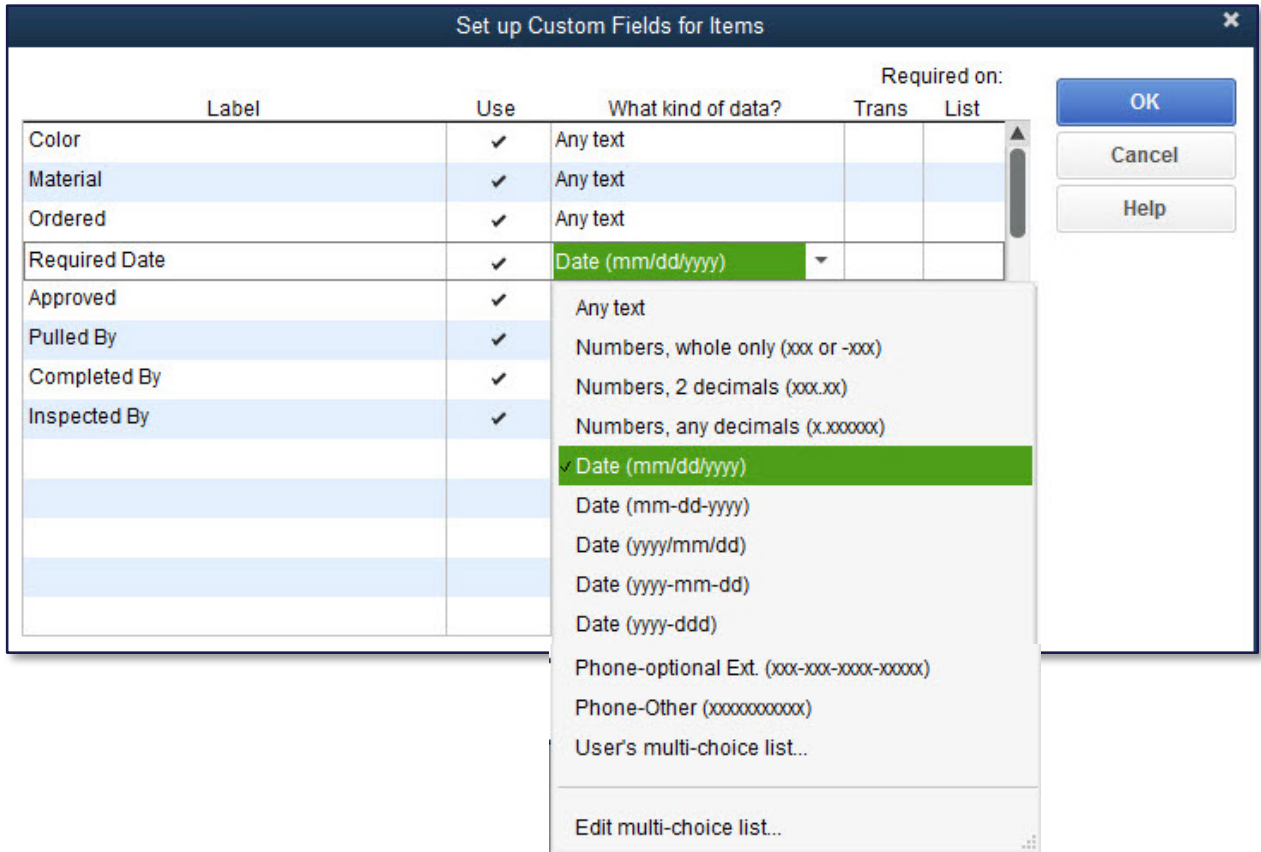 Set up Custom Fields for Items
Required on:
Label Use What kind of data? Trans List
OK
Cancel
Help
Color Any text
Material Any text
Ordered Any text
Required Date Date (mm/dd/yyyy)
Approved
Pulled By
Completed By
Inspected By
Any text
Numbers, whole only (xxx or -xxx)
Numbers, 2 decimals (xxx.xx)
Numbers, any decimals (x.xxxxxx)
Date (mm/dd/yyyy)
Date (mm-dd-yyyy)
Date (yyyy/mm/dd)
Date (yyyy-mm-dd)
Date (yyyy-ddd)
Phone-optional Ext. (xxx-xxx-xxxx-xxxxx)
Phone-Other (xxxxxxxxxxx)
User's multi-choice list...
Edit multi-choice list...